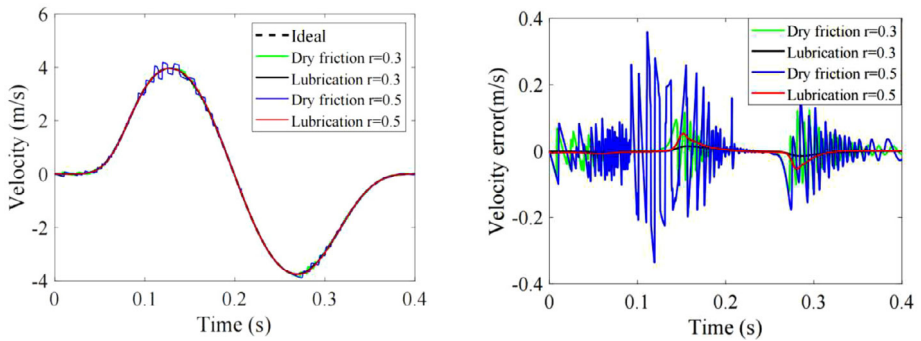 6
4
2
0
-2
-4
Velocity (m/s)
0
0.1
0.2
0.3
0.4
Time (s)
Ideal
Dry friction r=0.3
Lubrication r=0.3
Dry friction r=0.5
Lubrication r=0.5
0.4
0.2
0
-0.2
-0.4
Velocity error(m/s)
0
0.1
0.2
0.3
0.4
Time (s)
Dry friction r=0.3
Lubrication r=0.3
Dry friction r=0.5
Lubrication r=0.5